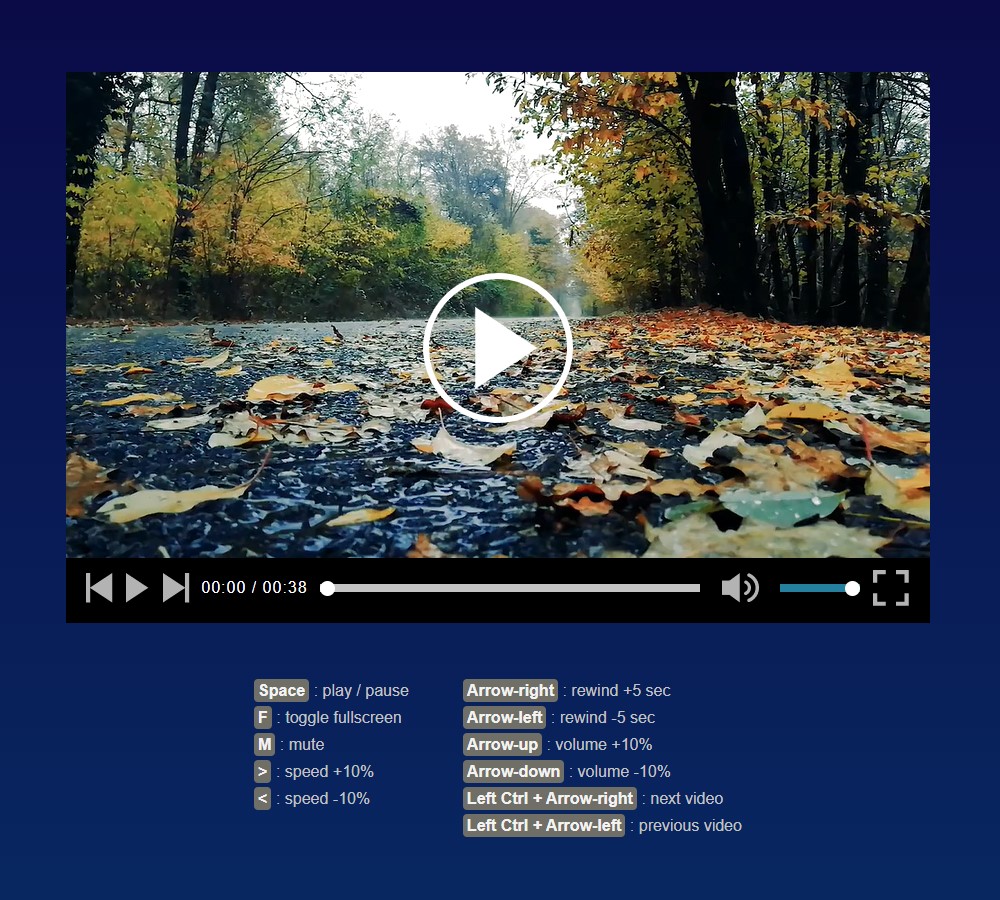 00:00 / 00:38
Space : play / pause
F : toggle fullscreen
M : mute
> : speed +10%
< : speed -10%
Arrow-right : rewind +5 sec
Arrow-left : rewind -5 sec
Arrow-up : volume +10%
Arrow-down : volume -10%
Left Ctrl + Arrow-right : next video
Left Ctrl + Arrow-left : previous video